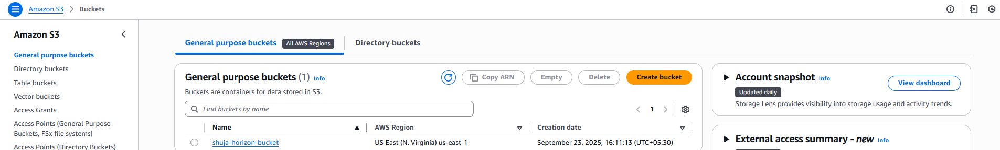 Amazon S3 > Buckets
Amazon S3
General purpose buckets
Directory buckets
Table buckets
Vector buckets
Access Grants
Access Points (General Purpose
Buckets, FSx file systems)
Access Points (Directory Buckets)
General purpose buckets All AWS Regions Directory buckets
General purpose buckets (1) Info
Copy ARN Empty Delete Create bucket
Buckets are containers for data stored in S3.
Find buckets by name
1
Name AWS Region Creation date
shuja-horizon-bucket US East (N. Virginia) us-east-1 September 23, 2025, 16:11:13 (UTC+05:30)
Account snapshot Info
View dashboard
Updated daily
Storage Lens provides visibility into storage usage and activity trends.
External access summary - new Info